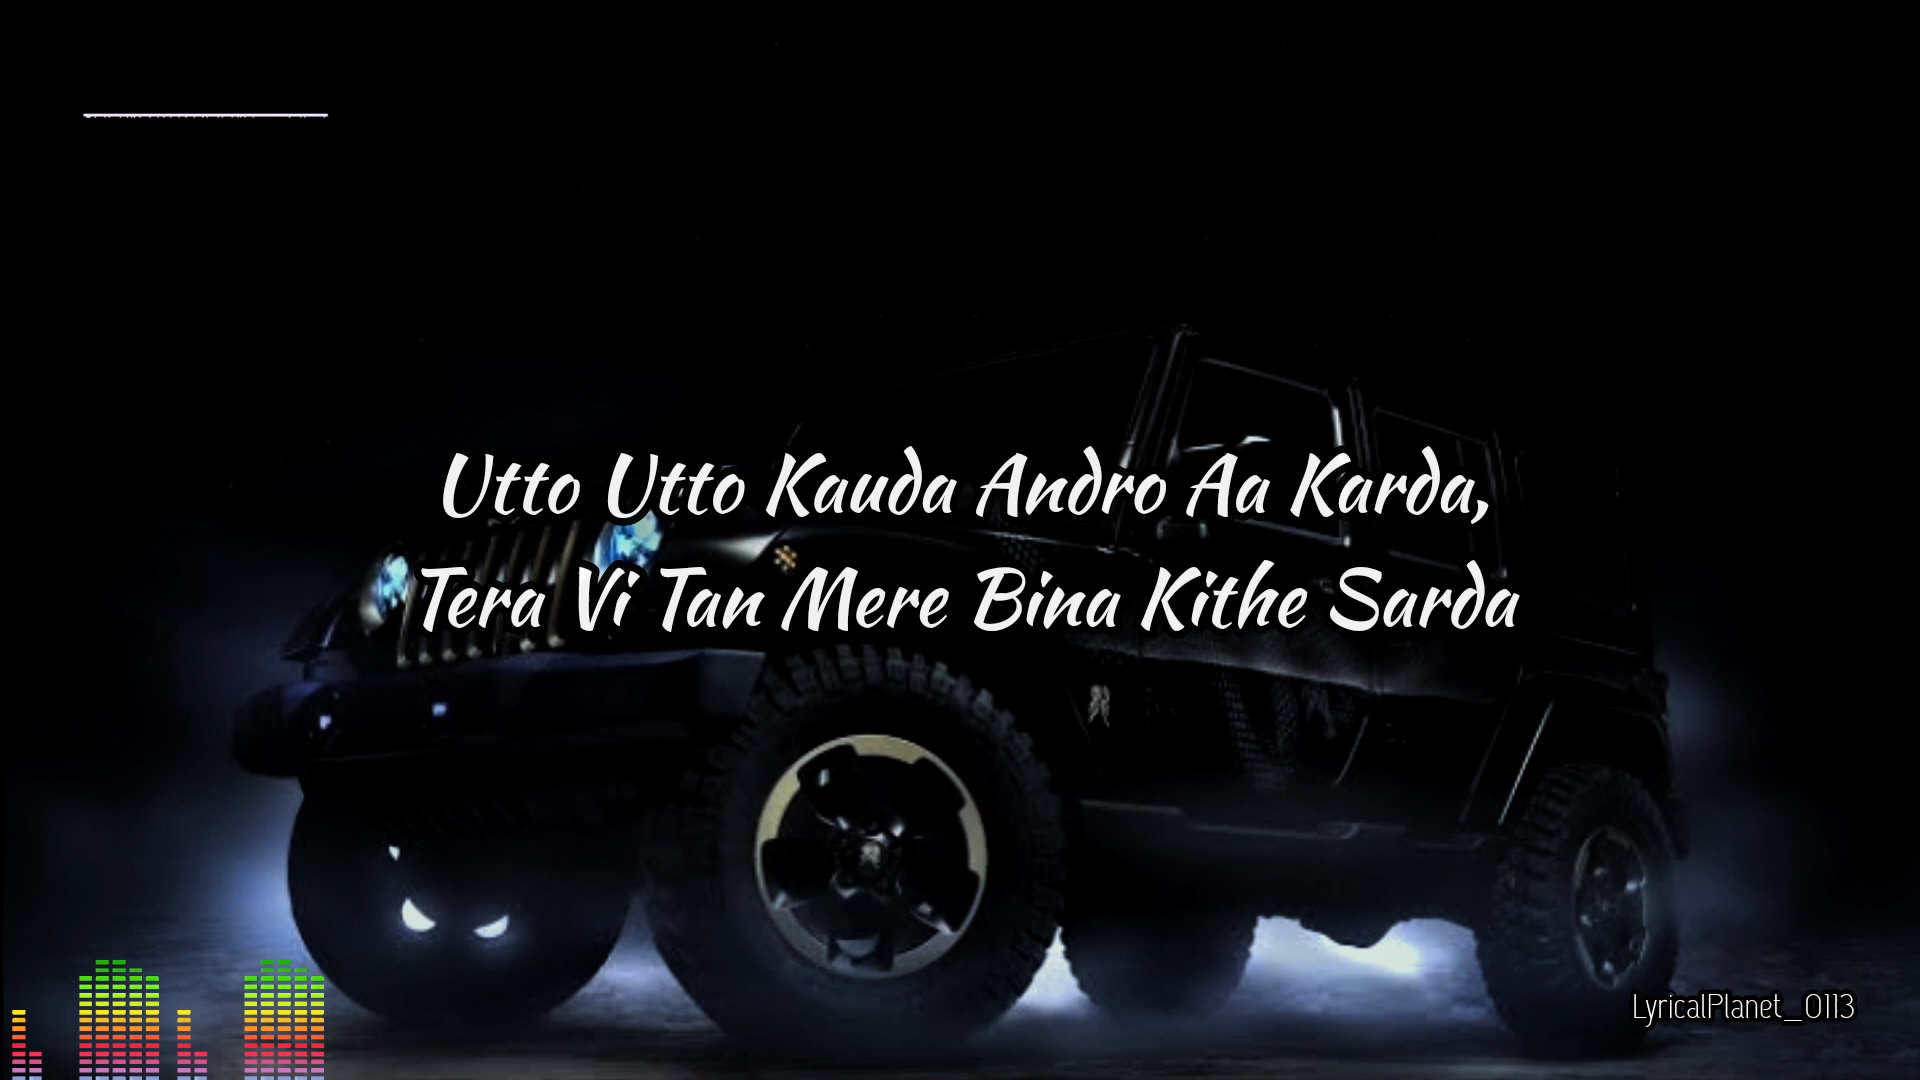 Utto Utto Kauda Andro Aa Karda,
Tera Vi Tan Mere Bina Kithe Sarda
LyricalPlanet_0113